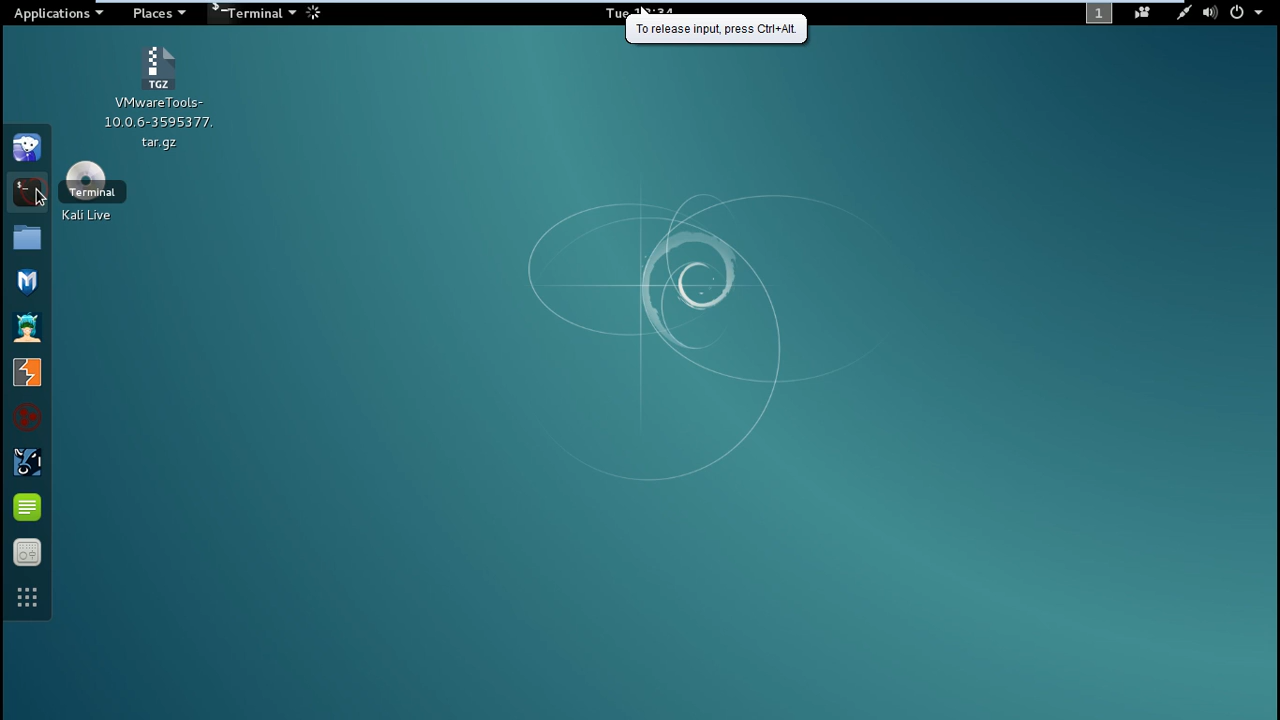 Applications
Places
Terminal
Tue
:34
1
To release input, press Ctrl+Alt.
TGZ
VMwareTools-
10.0.6-3595377.
tar.gz
$_
Terminal
Kali Live